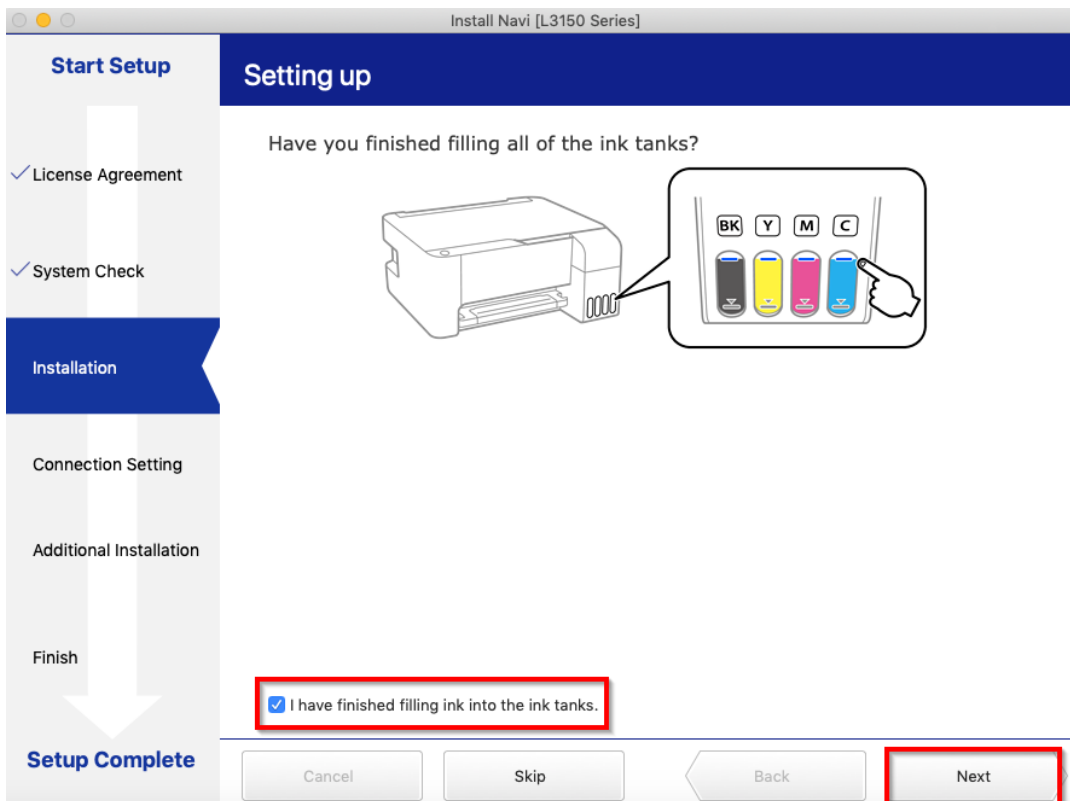 Install Navi [L3150 Series]
Start Setup
Setting up
Have you finished filling all of the ink tanks?
BK Y M C
License Agreement
System Check
Installation
Connection Setting
Additional Installation
Finish
I have finished filling ink into the ink tanks.
Setup Complete
Cancel
Skip
Back
Next